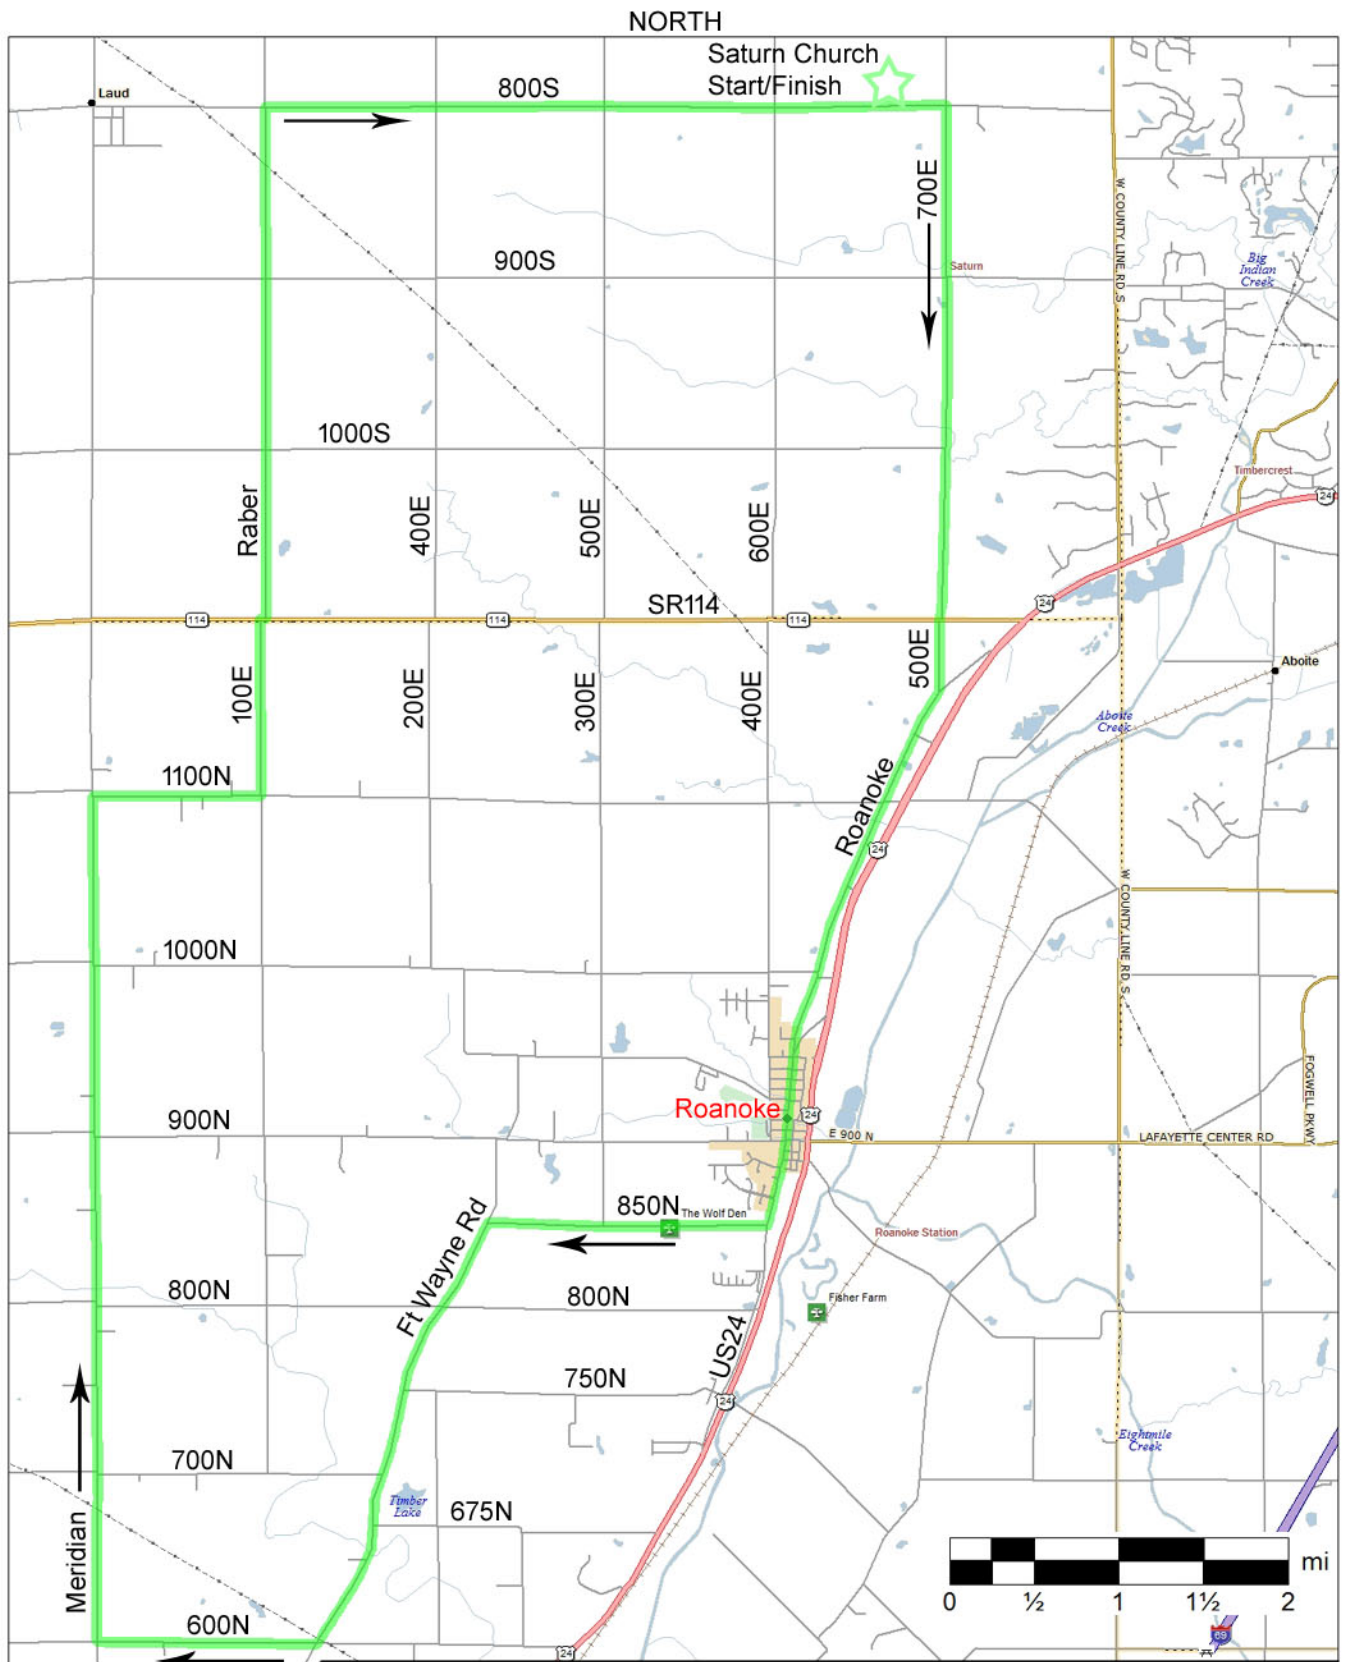 NORTH
Saturn Church
Start/Finish
Laud
800S
700E
W COUNTY LINE RD S
900S
Saturn
Big
Indian
Creek
1000S
Raber
400E
500E
600E
Timbercrest
24
SR114
114
114
114
24
100E
200E
300E
400E
500E
Aboite
Aboite
Creek
1100N
Roanoke
24
W COUNTY LINE RD S
1000N
FOGWELL PKWY
Roanoke
24
900N
E 900 N
LAFAYETTE CENTER RD
850N
The Wolf Den
Roanoke Station
Ft Wayne Rd
800N
800N
Fisher Farm
US24
750N
24
Eightmile
Creek
700N
Timber
Lake
675N
Meridian
mi
0 ½ 1 1½ 2
600N
69
24